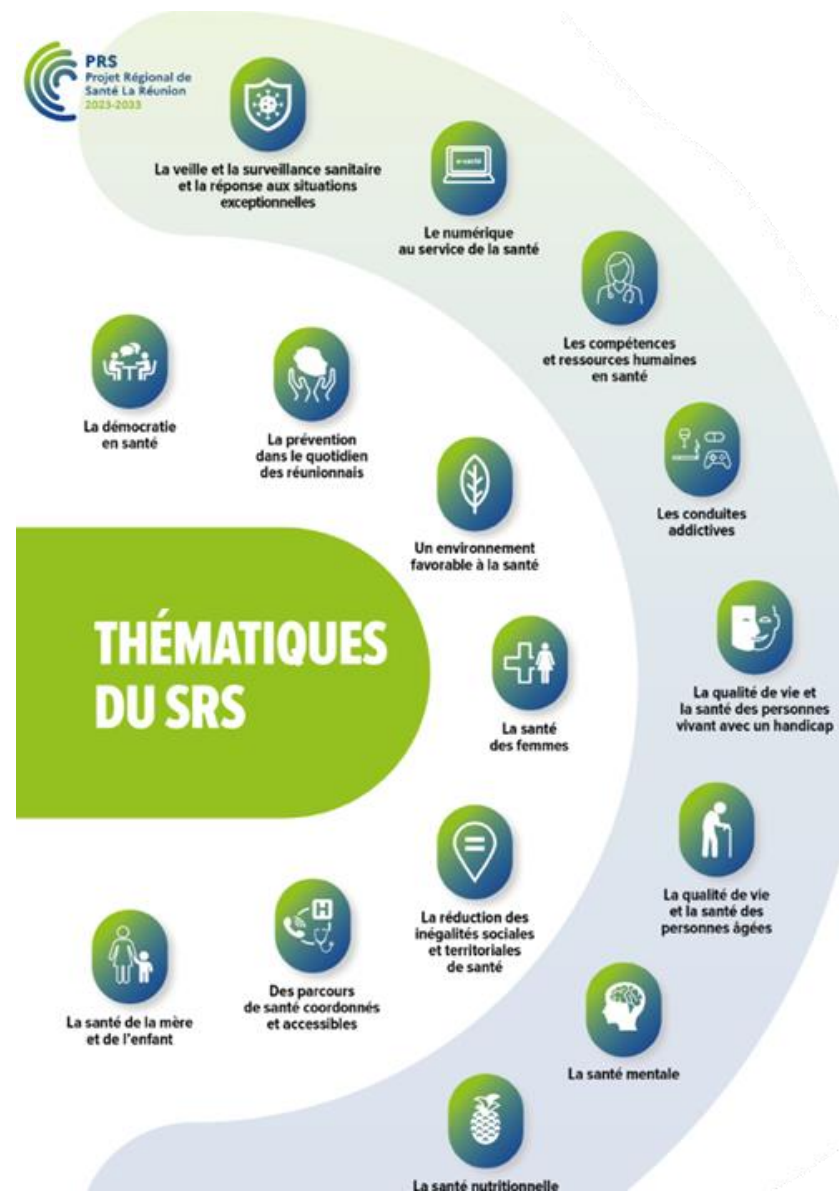 PRS
Projet Régional de
Santé La Réunion
2023-2033
La veille et la surveillance sanitaire
et la réponse aux situations
exceptionnelles
e-santé
Le numérique
au service de la santé
Les compétences
et ressources humaines
en santé
La démocratie
en santé
La prévention
dans le quotidien
des réunionnais
Un environnement
favorable à la santé
Les conduites
addictives
THÉMATIQUES
DU SRS
La santé
des femmes
La qualité de vie et
la santé des personnes
vivant avec un handicap
La réduction des
inégalités sociales
et territoriales
de santé
La qualité de vie
et la santé des
personnes âgées
H
Des parcours
de santé coordonnés
et accessibles
La santé de la mère
et de l'enfant
La santé mentale
La santé nutritionnelle